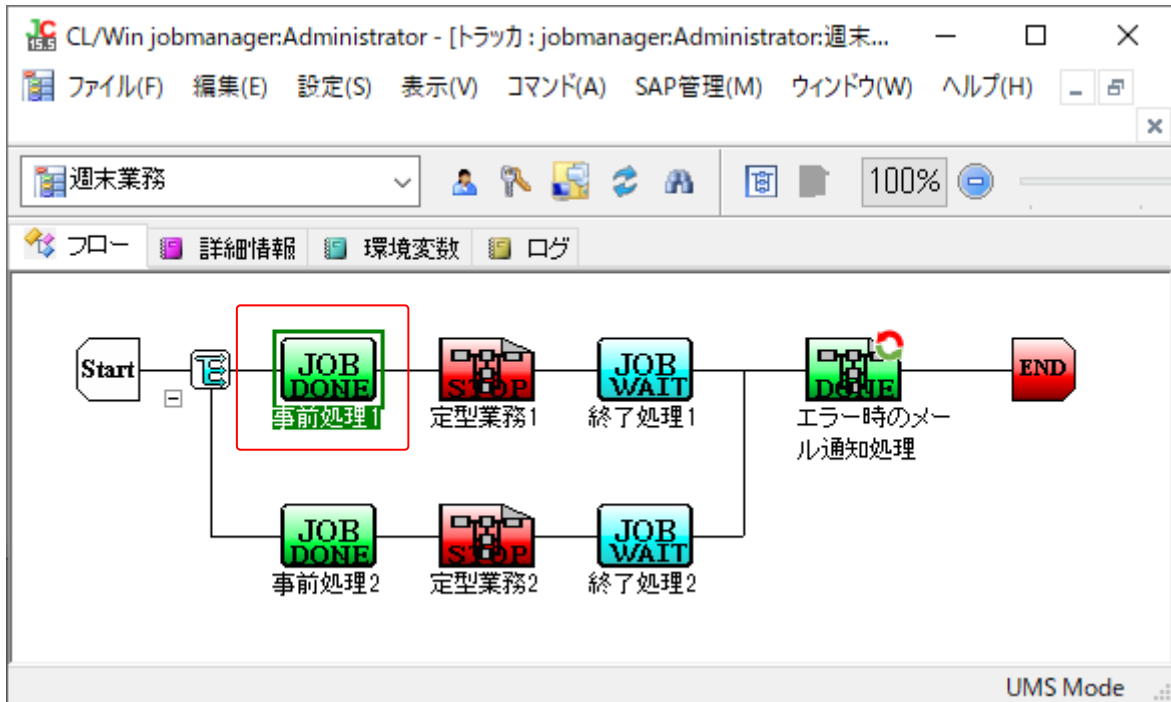 JC 15.5 CL/Win jobmanager:Administrator - [トラッカ : jobmanager:Administrator:週末...
ファイル(F) 編集(E) 設定(S) 表示(V) コマンド(A) SAP管理(M) ウィンドウ(W) ヘルプ(H)
週末業務 100%
フロー 詳細情報 環境変数 ログ
Start
JOB DONE
事前処理1
STOP
定型業務1
JOB WAIT
終了処理1
DONE
エラー時のメー
ル通知処理
END
JOB DONE
事前処理2
STOP
定型業務2
JOB WAIT
終了処理2
UMS Mode